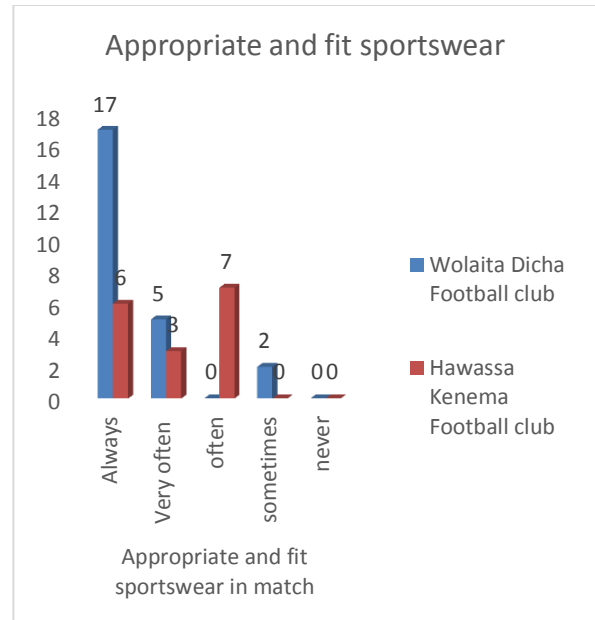 Appropriate and fit sportswear
17
18
16
14
12
10
8
6
4
2
0
6
5
3
0
7
2
0
0
0
Always
Very often
often
sometimes
never
Appropriate and fit
sportswear in match
Wolaita Dicha
Football club
Hawassa
Kenema
Football club